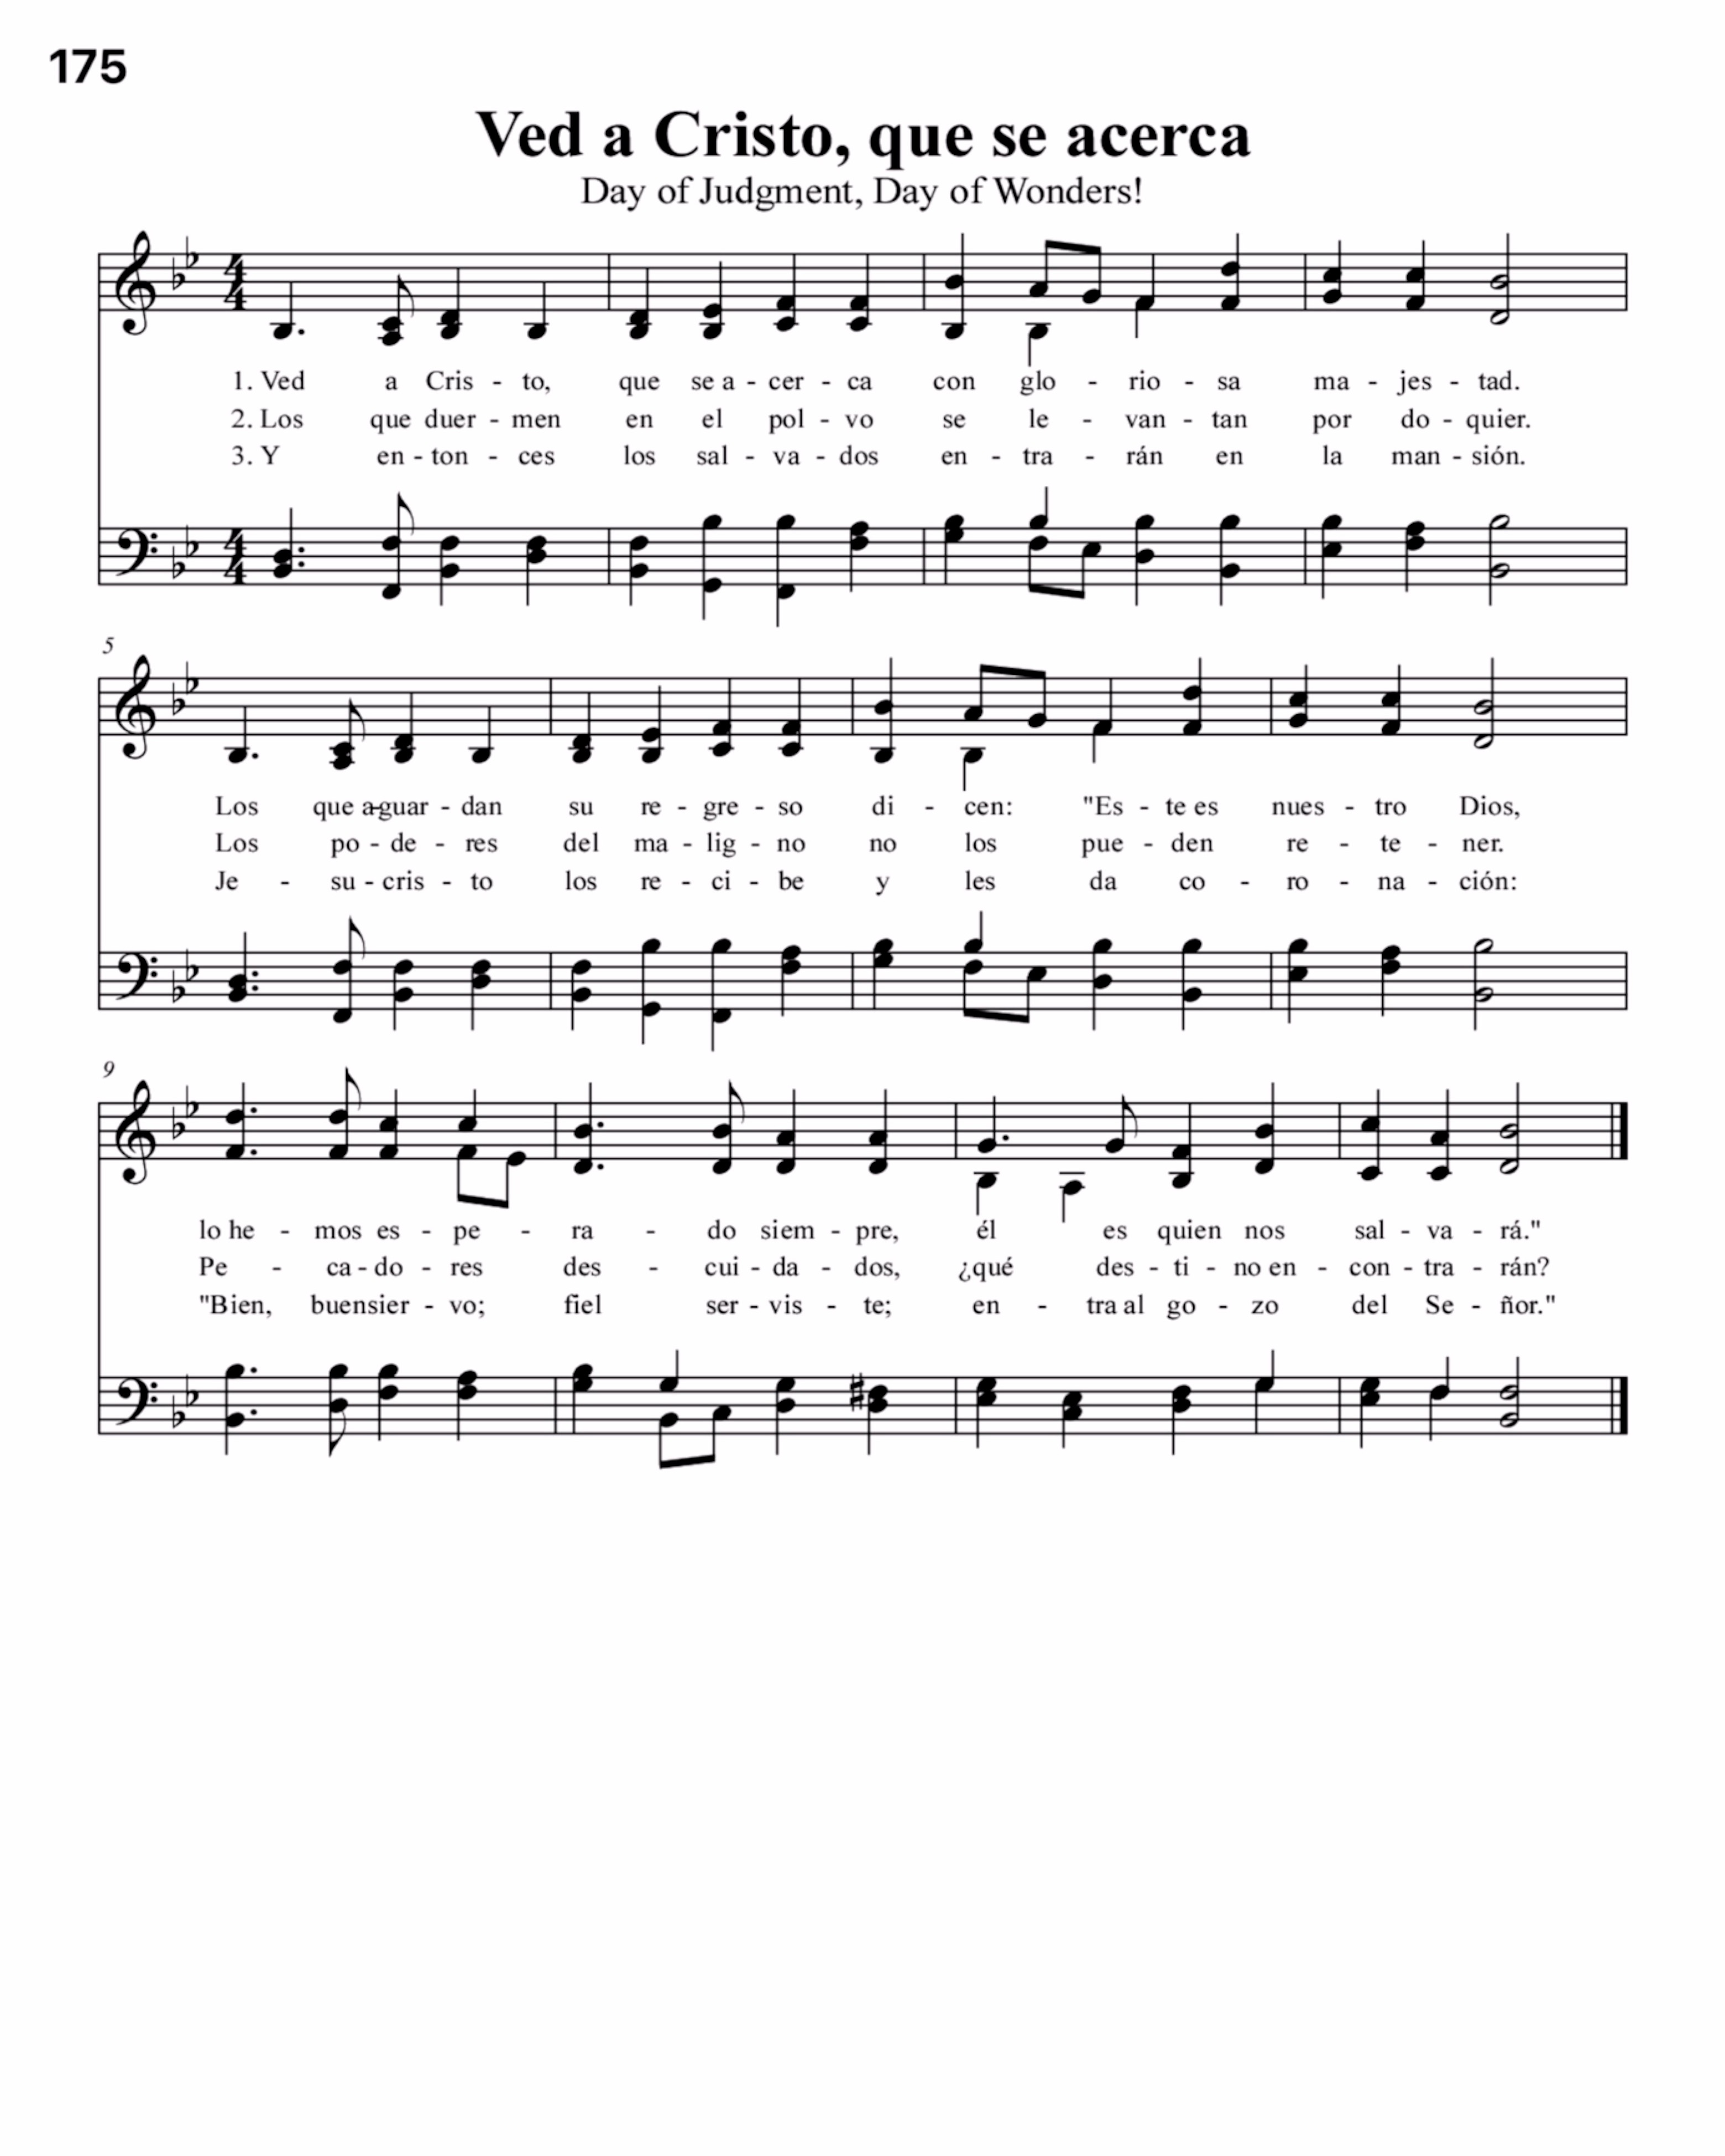 175
Ved a Cristo, que se acerca
Day of Judgment, Day of Wonders!
1. Ved a Cris - to, que se a - cer - ca con glo - rio - sa ma - jes - tad.
2. Los que duer - men en el pol - vo se le - van - tan por do - quier.
3. Y en - ton - ces los sal - va - dos en - tra - rán en la man - sión.
5
Los que a-guar - dan su re - gre - so di - cen: "Es - te es nues - tro Dios,
Los po - de - res del ma - lig - no no los pue - den re - te - ner.
Je - su - cris - to los re - ci - be y les da co - ro - na - ción:
9
lo he - mos es - pe - ra - do siem - pre, él es quien nos sal - va - rá."
Pe - ca - do - res des - cui - da - dos, ¿qué des - ti - no en - con - tra - rán?
"Bien, buen sier - vo; fiel ser - vis - te; en - tra al go - zo del Se - ñor."